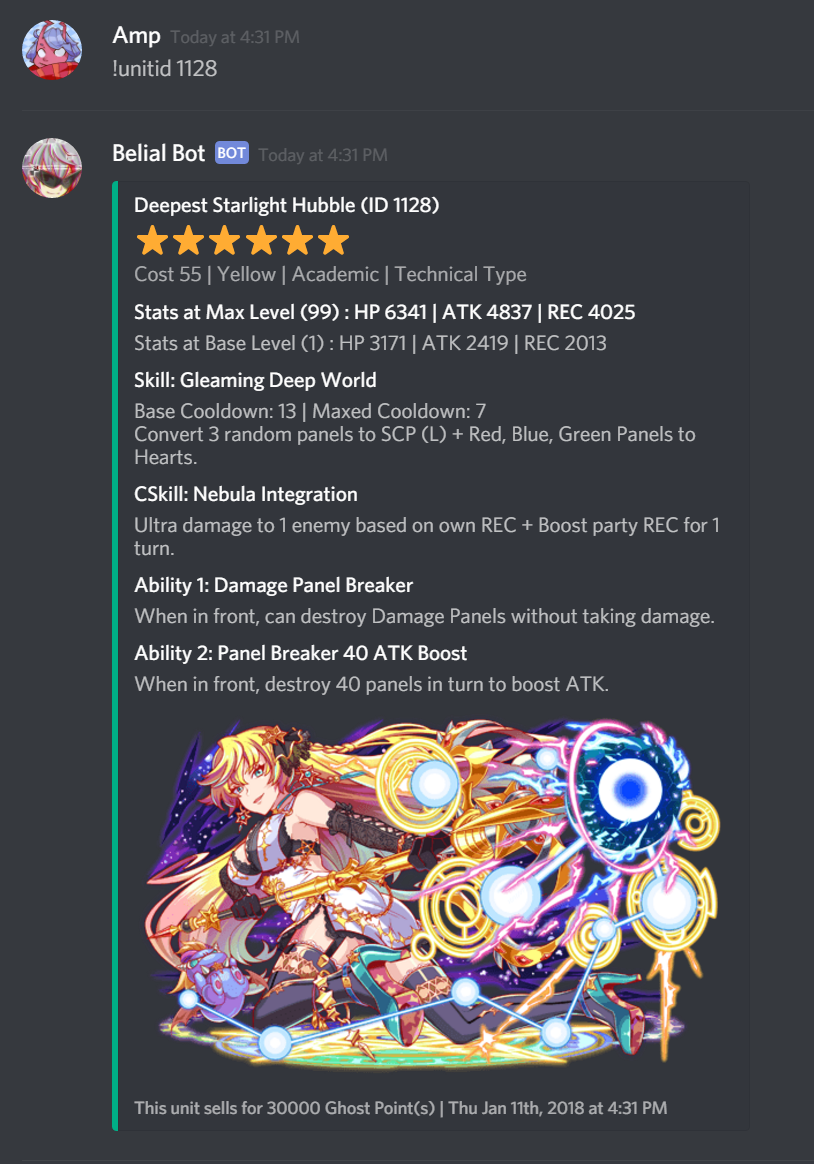 Amp Today at 4:31 PM
!unitid 1128
Belial Bot BOT Today at 4:31 PM
Deepest Starlight Hubble (ID 1128)
Cost 55 | Yellow | Academic | Technical Type
Stats at Max Level (99) : HP 6341 | ATK 4837 | REC 4025
Stats at Base Level (1) : HP 3171 | ATK 2419 | REC 2013
Skill: Gleaming Deep World
Base Cooldown: 13 | Maxed Cooldown: 7
Convert 3 random panels to SCP (L) + Red, Blue, Green Panels to
Hearts.
CSkill: Nebula Integration
Ultra damage to 1 enemy based on own REC + Boost party REC for 1
turn.
Ability 1: Damage Panel Breaker
When in front, can destroy Damage Panels without taking damage.
Ability 2: Panel Breaker 40 ATK Boost
When in front, destroy 40 panels in turn to boost ATK.
This unit sells for 30000 Ghost Point(s) | Thu Jan 11th, 2018 at 4:31 PM